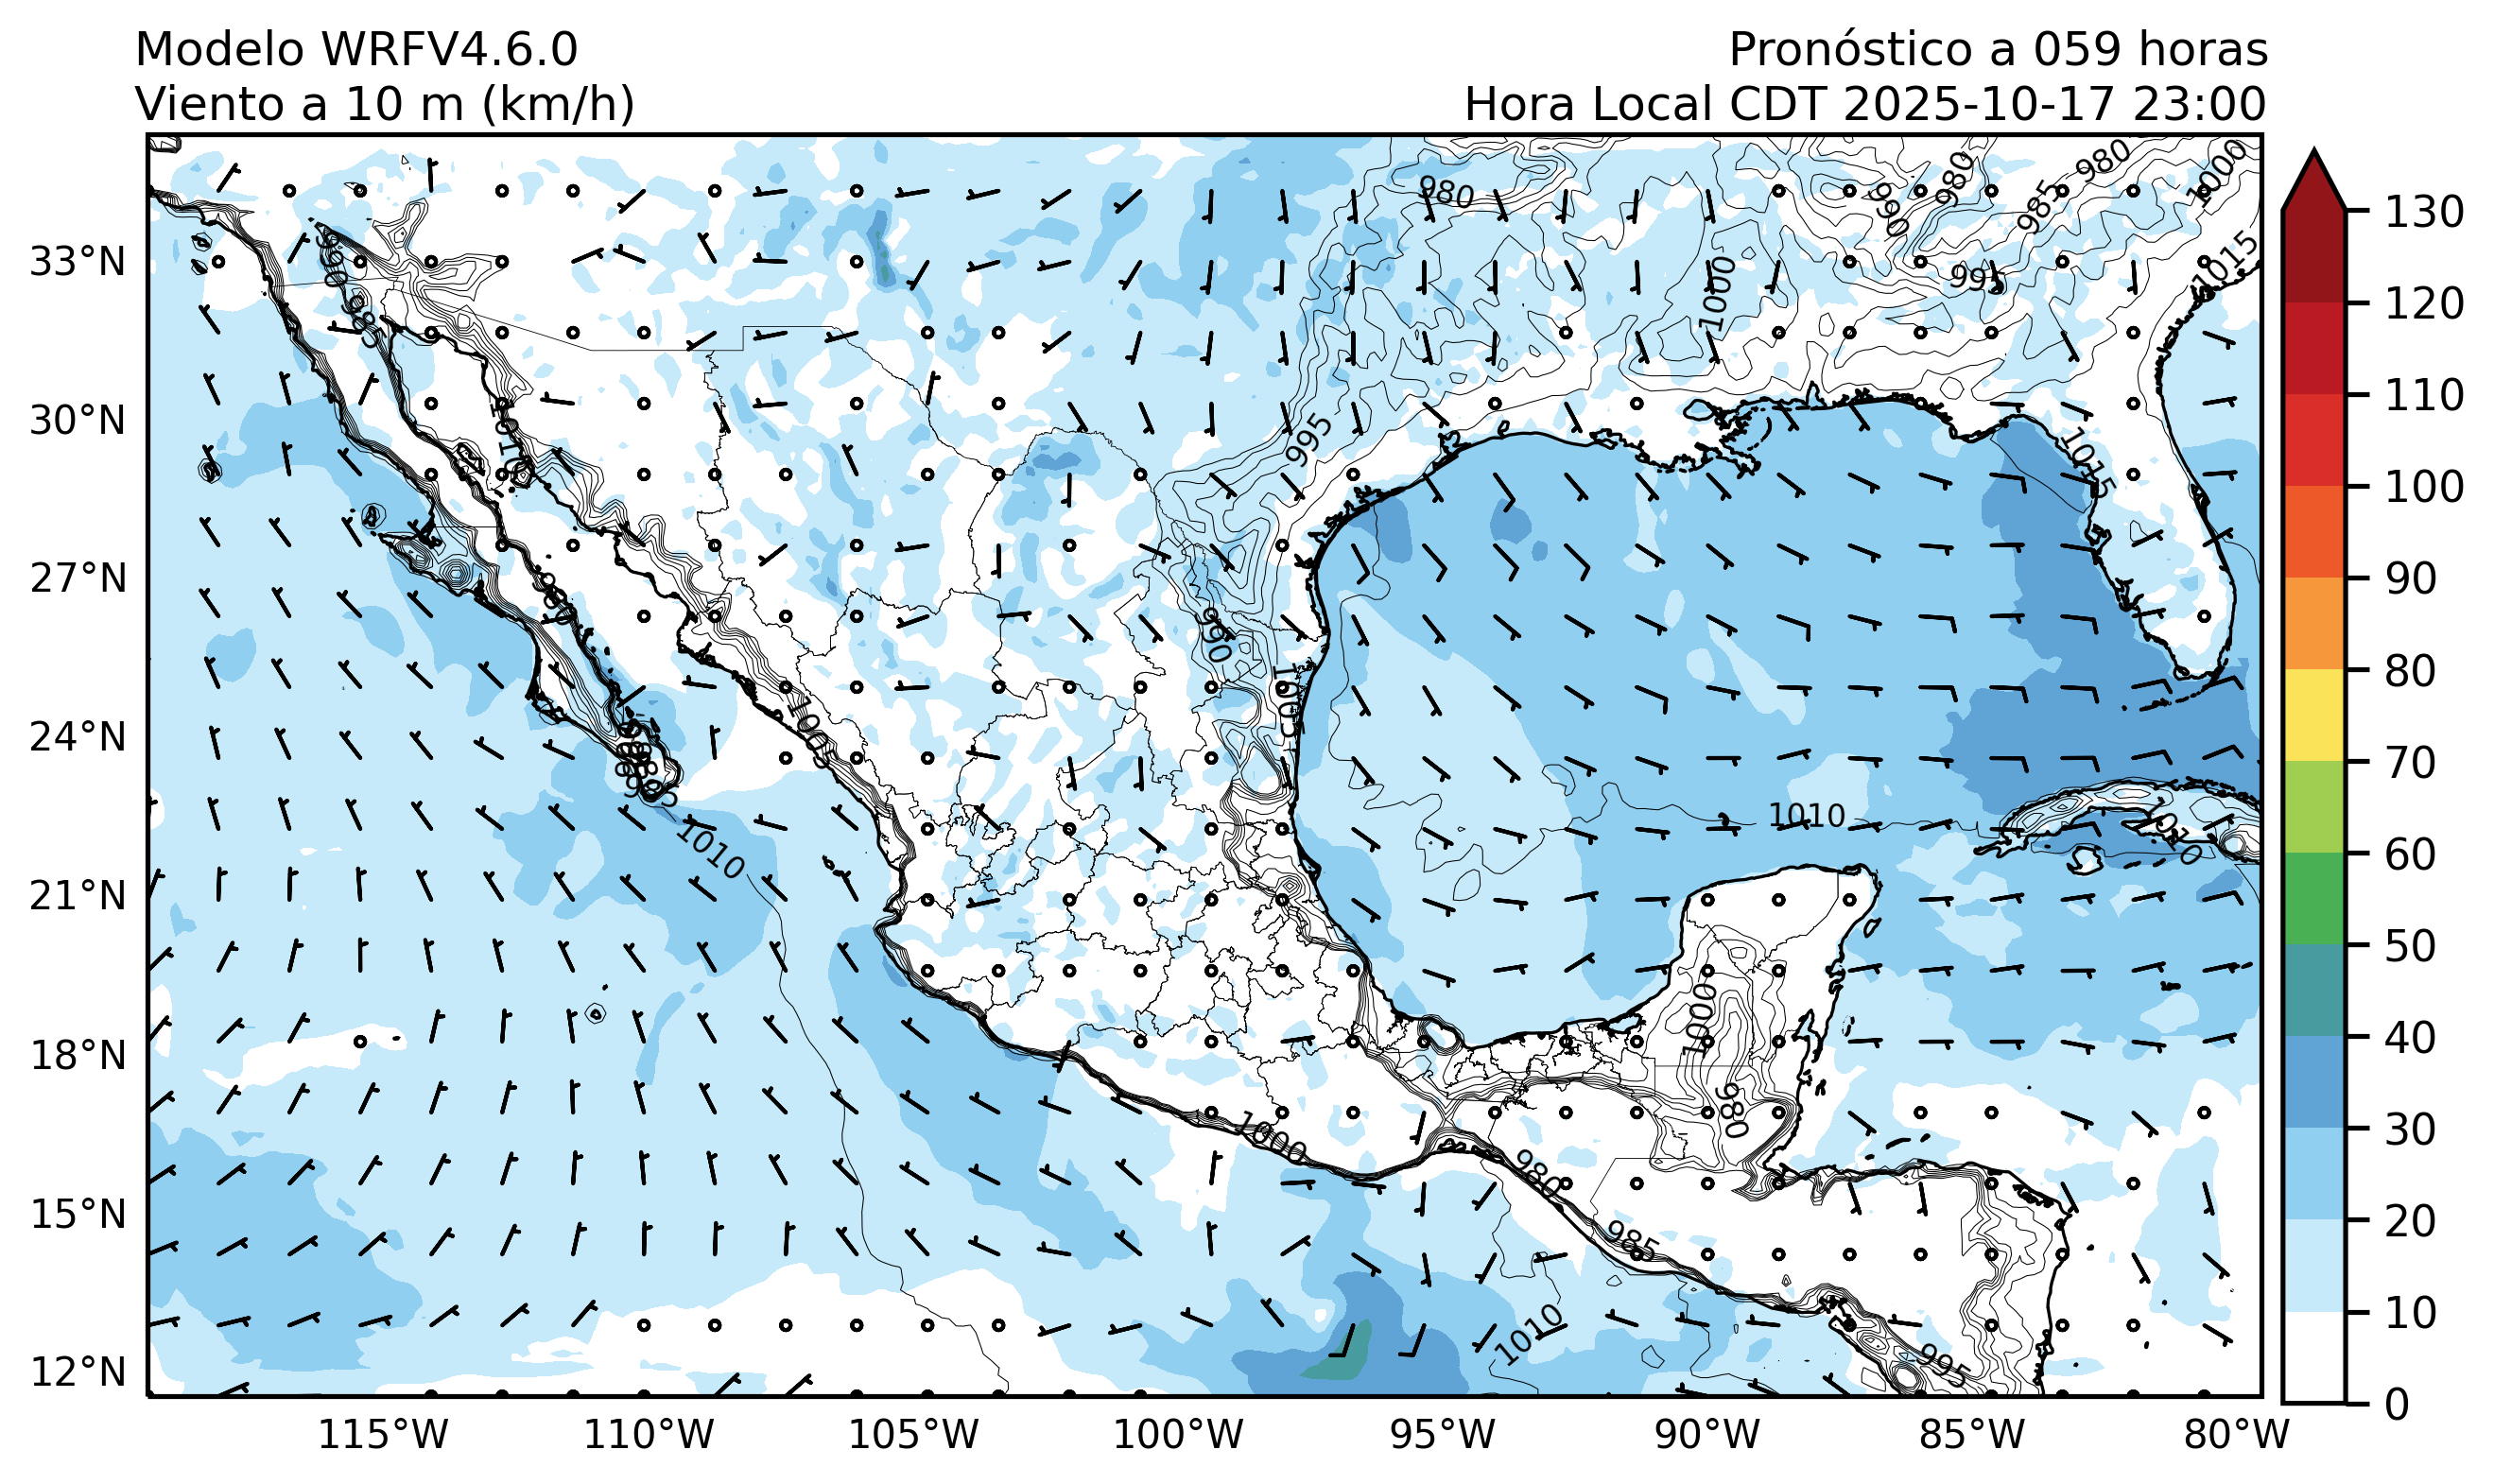 Modelo WRFV4.6.0
Viento a 10 m (km/h)
Pronóstico a 059 horas
Hora Local CDT 2025-10-17 23:00
33°N
30°N
27°N
24°N
21°N
18°N
15°N
12°N
115°W
110°W
105°W
100°W
95°W
90°W
85°W
80°W
130
120
110
100
90
80
70
60
50
40
30
20
10
0
980
980
980
1000
990
985
995
1015
1000
985
1010
995
1015
1005
1005
1010
1010
1000
980
1000
980
985
1010
995